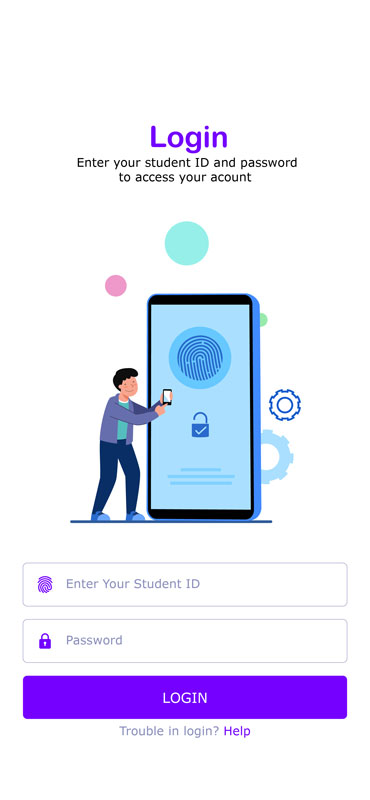 Login
Enter your student ID and password
to access your acount
Enter Your Student ID
Password
LOGIN
Trouble in login? Help